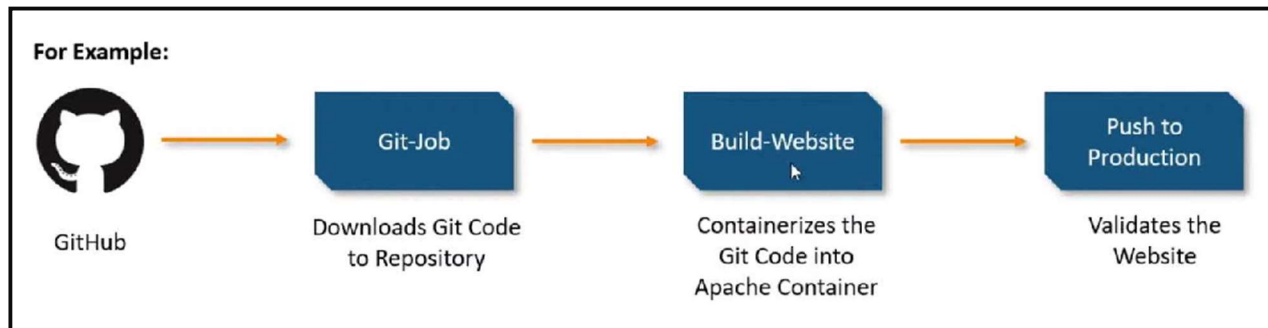 For Example:
Git-Job
Build-Website
Push to
Production
GitHub
Downloads Git Code
to Repository
Containerizes the
Git Code into
Apache Container
Validates the
Website